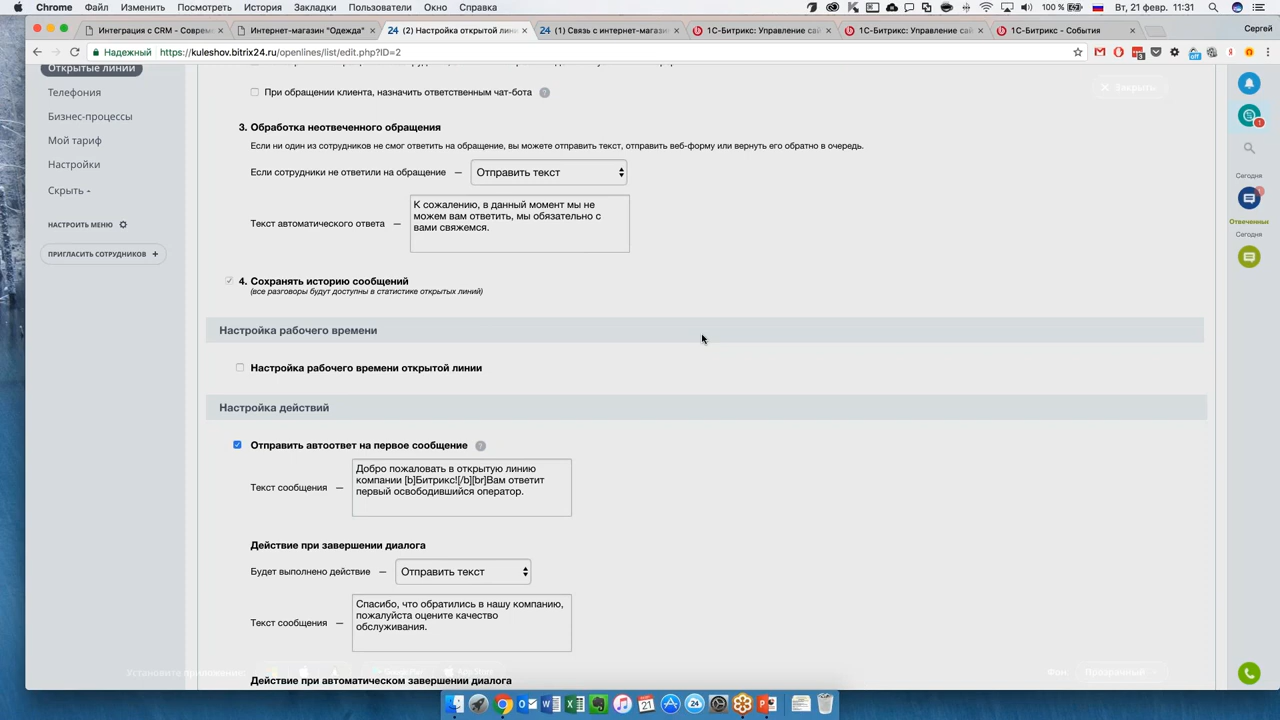 Chrome Файл Изменить Посмотреть История Закладки Пользователи Окно Справка 100 % Вт, 21 февр. 11:31
Интеграция с CRM - Соврем
Интернет-магазин "Одежда"
24 (2) Настройка открытой лин
24 (1) Связь с интернет-магази
1С-Битрикс: Управление сай
1С-Битрикс: Управление сай
1С-Битрикс - События
Сергей
Надежный https://kuleshov.bitrix24.ru/openlines/list/edit.php?ID=2
Открытые линии
Телефония
Бизнес-процессы
Мой тариф
Настройки
Скрыть -
НАСТРОИТЬ МЕНЮ
ПРИГЛАСИТЬ СОТРУДНИКОВ +
При обращении клиента, назначить ответственным чат-бота ?
Закрыть
3. Обработка неотвеченного обращения
Если ни один из сотрудников не смог ответить на обращение, вы можете отправить текст, отправить веб-форму или вернуть его обратно в очередь.
Если сотрудники не ответили на обращение — Отправить текст
Текст автоматического ответа —
К сожалению, в данный момент мы не
можем вам ответить, мы обязательно с
вами свяжемся.
4. Сохранять историю сообщений
(все разговоры будут доступны в статистике открытых линий)
Настройка рабочего времени
Настройка рабочего времени открытой линии
Настройка действий
Отправить автоответ на первое сообщение ?
Текст сообщения —
Добро пожаловать в открытую линию
компании [b]Битрикс![/b][br]Вам ответит
первый освободившийся оператор.
Действие при завершении диалога
Будет выполнено действие — Отправить текст
Текст сообщения —
Спасибо, что обратились в нашу компанию,
пожалуйста оцените качество
обслуживания.
Установите приложение:
Фон: Прозрачный
Действие при автоматическом завершении диалога
Сегодня
Отвеченные
Сегодня